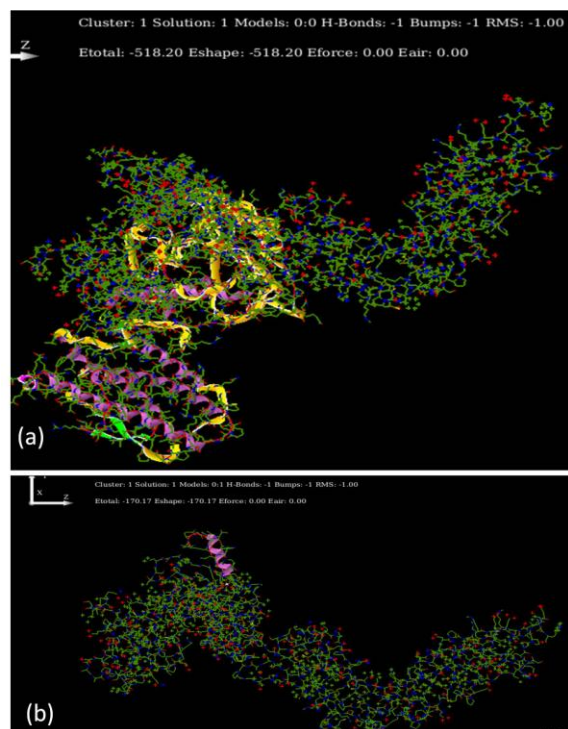 Cluster: 1 Solution: 1 Models: 0:0 H-Bonds: -1 Bumps: -1 RMS: -1.00
Z
Etotal: -518.20 Eshape: -518.20 Eforce: 0.00 Eair: 0.00
(a)
Cluster: 1 Solution: 1 Models: 0:1 H-Bonds: -1 Bumps: -1 RMS: -1.00
x z
Etotal: -170.17 Eshape: -170.17 Eforce: 0.00 Eair: 0.00
(b)